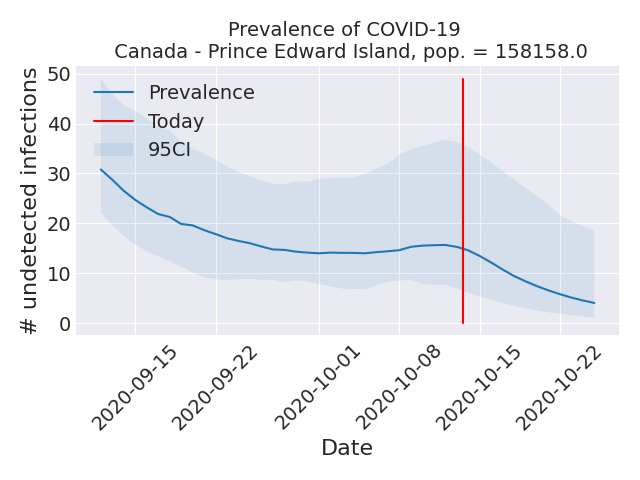 Prevalence of COVID-19
Canada - Prince Edward Island, pop. = 158158.0
# undetected infections
50
40
30
20
10
0
Prevalence
Today
95CI
2020-09-15
2020-09-22
2020-10-01
2020-10-08
2020-10-15
2020-10-22
Date